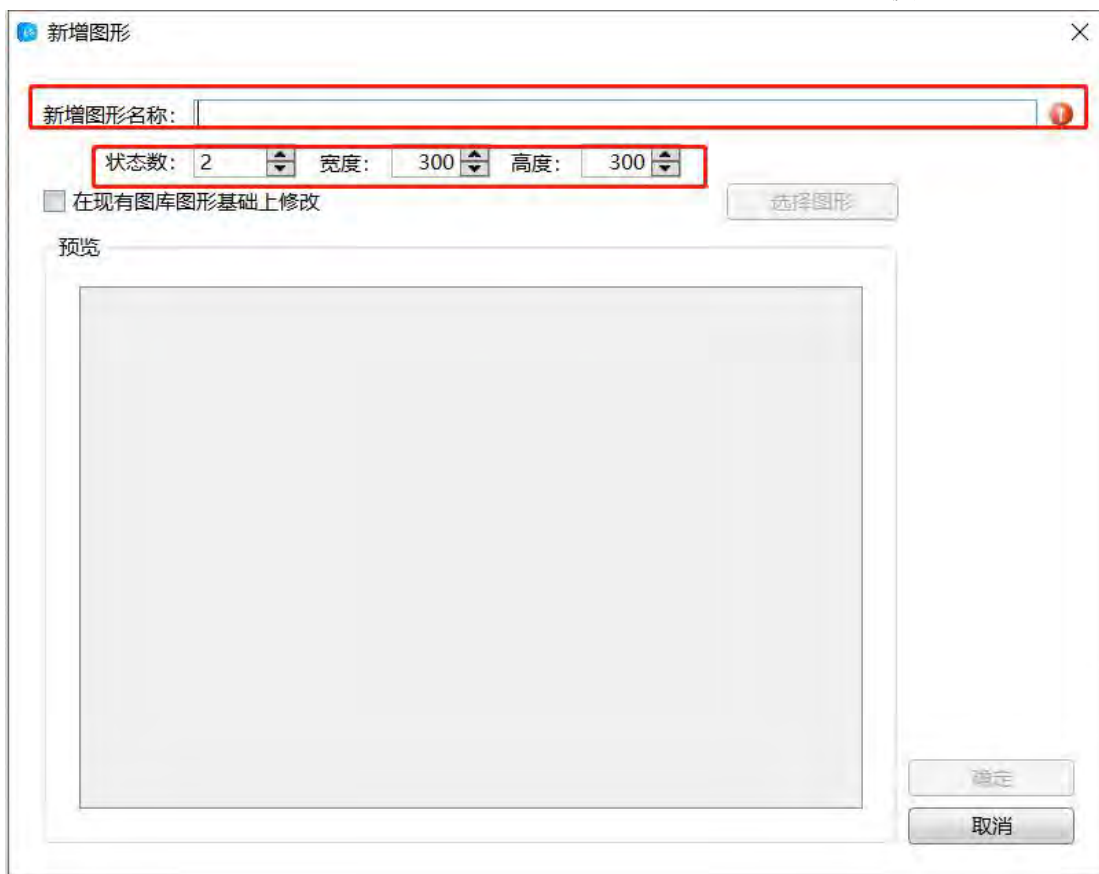 新增图形
新增图形名称：
状态数： 2 宽度： 300 高度： 300
在现有图库图形基础上修改 选择图形
预览
确定
取消